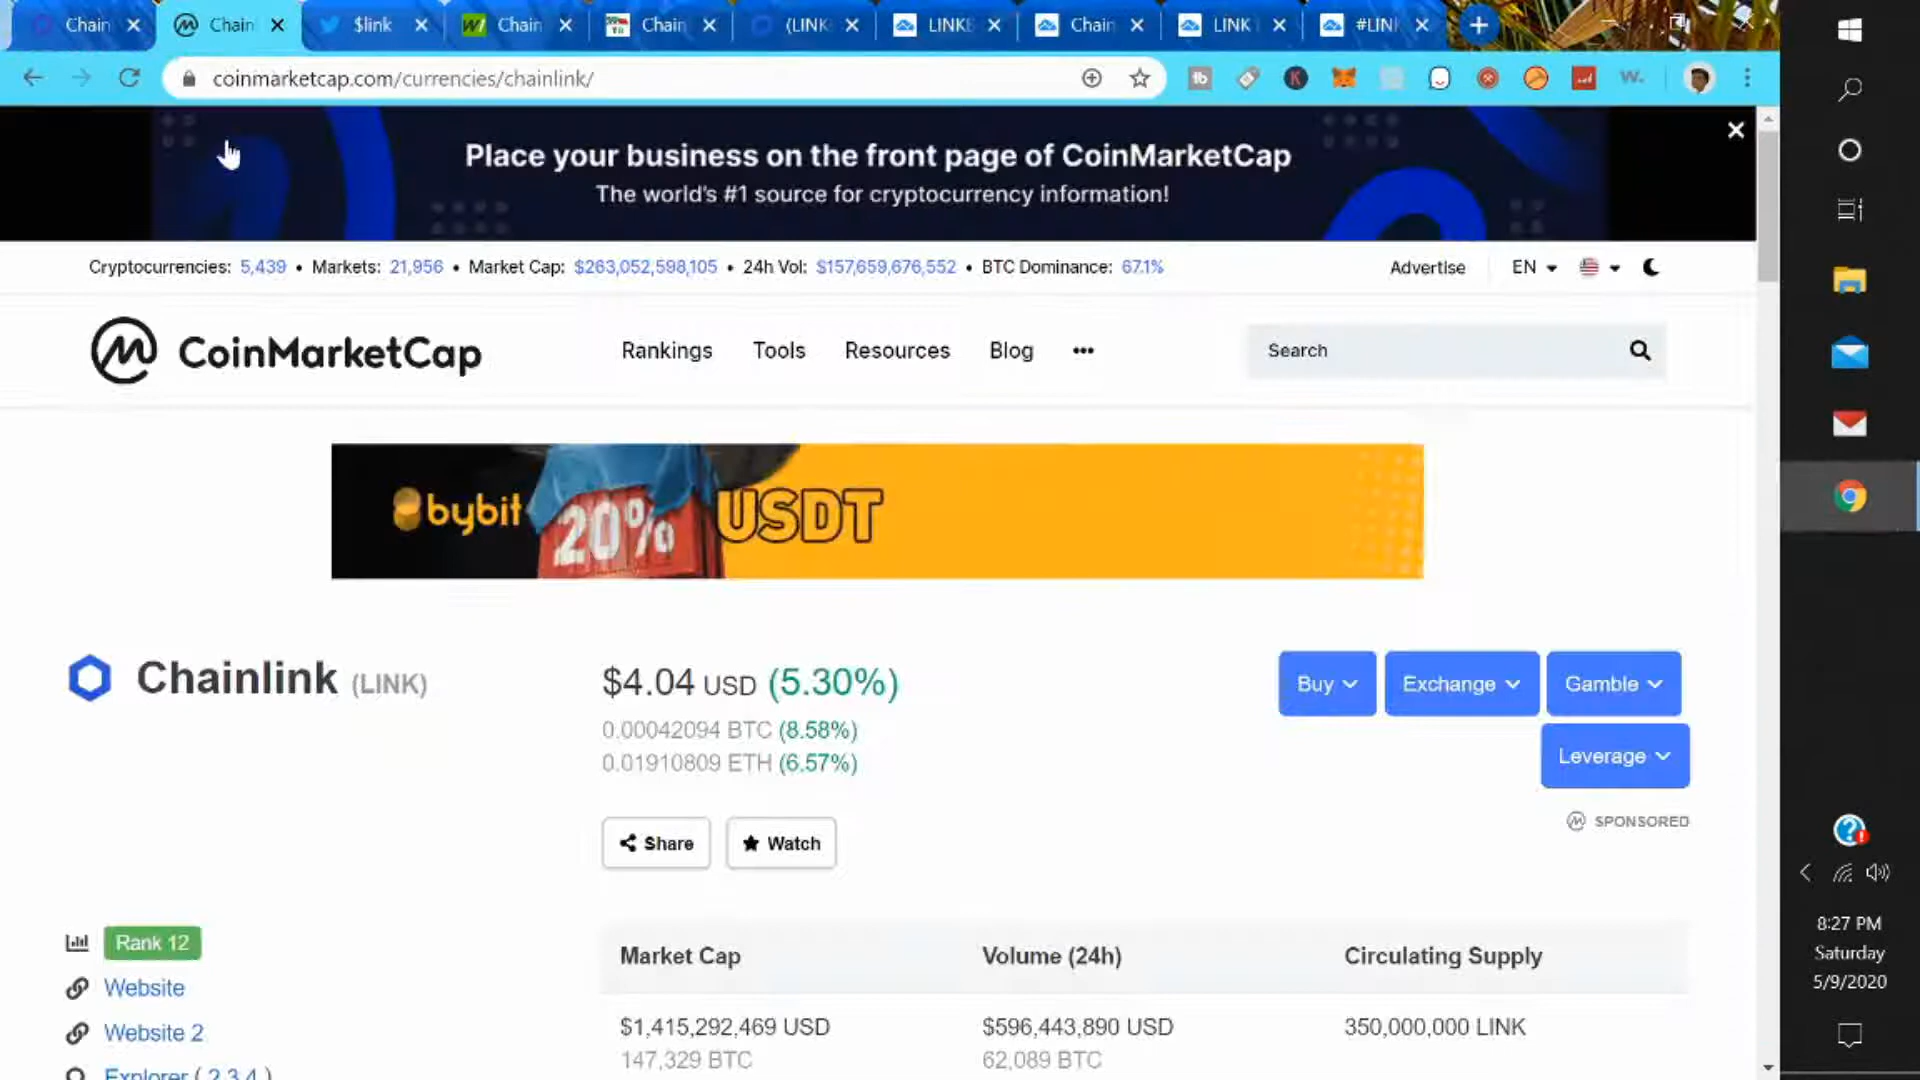 Chain
Chain
$link
Chain
Chain
(LINK
LINKE
Chain
LINK
#LINK
coinmarketcap.com/currencies/chainlink/
Place your business on the front page of CoinMarketCap
The world's #1 source for cryptocurrency information!
Cryptocurrencies: 5,439 • Markets: 21,956 • Market Cap: $263,052,598,105 • 24h Vol: $157,659,676,552 • BTC Dominance: 67.1%
Advertise
EN
CoinMarketCap
Rankings
Tools
Resources
Blog
Search
bybit
20%
USDT
Chainlink (LINK)
$4.04 USD (5.30%)
0.00042094 BTC (8.58%)
0.01910809 ETH (6.57%)
Buy
Exchange
Gamble
Leverage
SPONSORED
Share
Watch
Rank 12
Website
Website 2
Explorer ( 2,3,4 )
Market Cap
Volume (24h)
Circulating Supply
$1,415,292,469 USD
$596,443,890 USD
350,000,000 LINK
147,329 BTC
62,089 BTC
8:27 PM
Saturday
5/9/2020